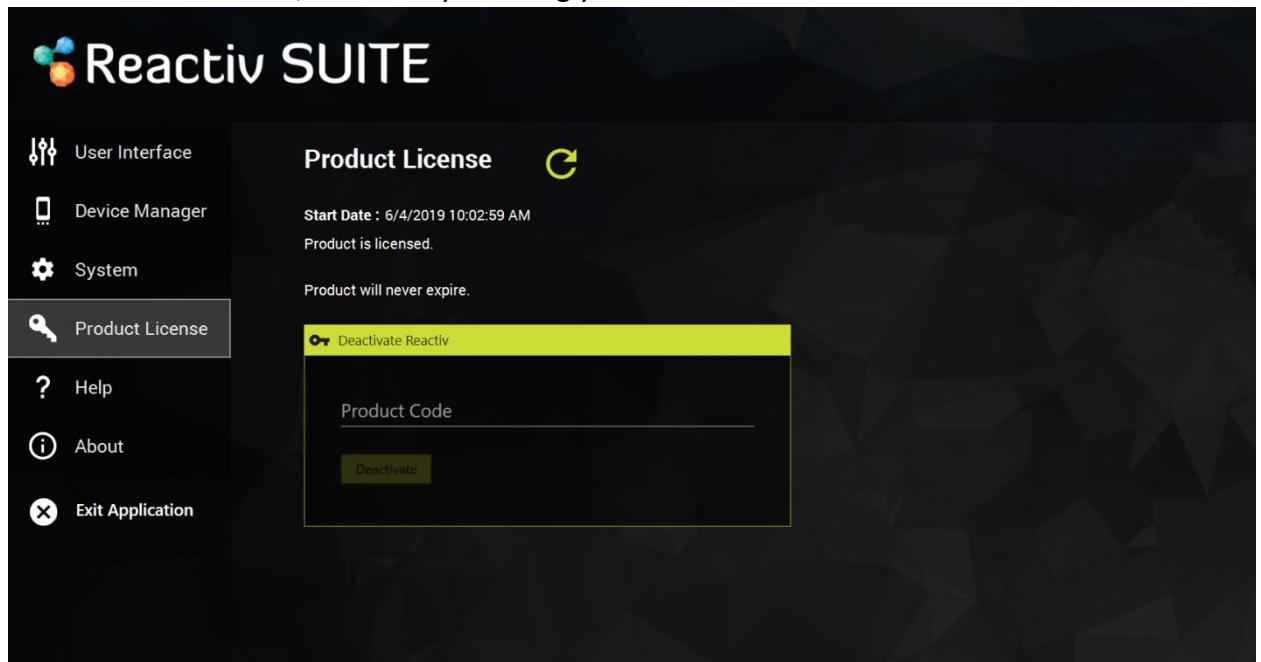 Reactiv SUITE
User Interface
Device Manager
System
Product License
Help
About
Exit Application
Product License
Start Date : 6/4/2019 10:02:59 AM
Product is licensed.
Product will never expire.
Deactivate Reactiv
Product Code
Deactivate